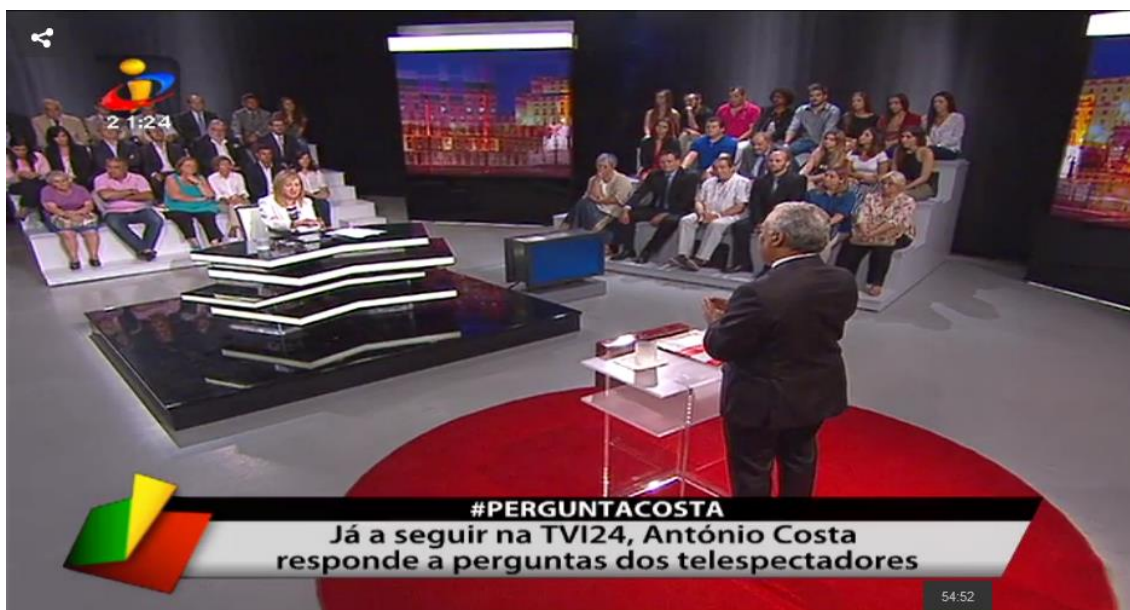 21:24
#PERGUNTACOSTA
Já a seguir na TVI24, António Costa
responde a perguntas dos telespectadores
54:52